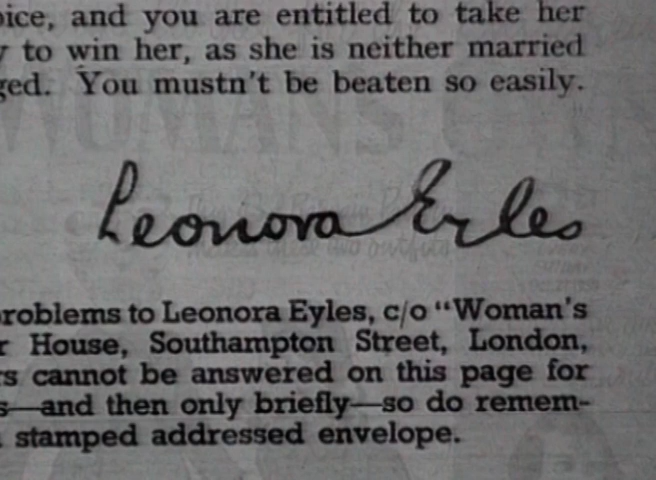 oice, and you are entitled to take her
y to win her, as she is neither married
ged. You mustn't be beaten so easily.
Leonora Eyles
problems to Leonora Eyles, c/o "Woman's
r House, Southampton Street, London,
rs cannot be answered on this page for
s—and then only briefly—so do remem-
stamped addressed envelope.